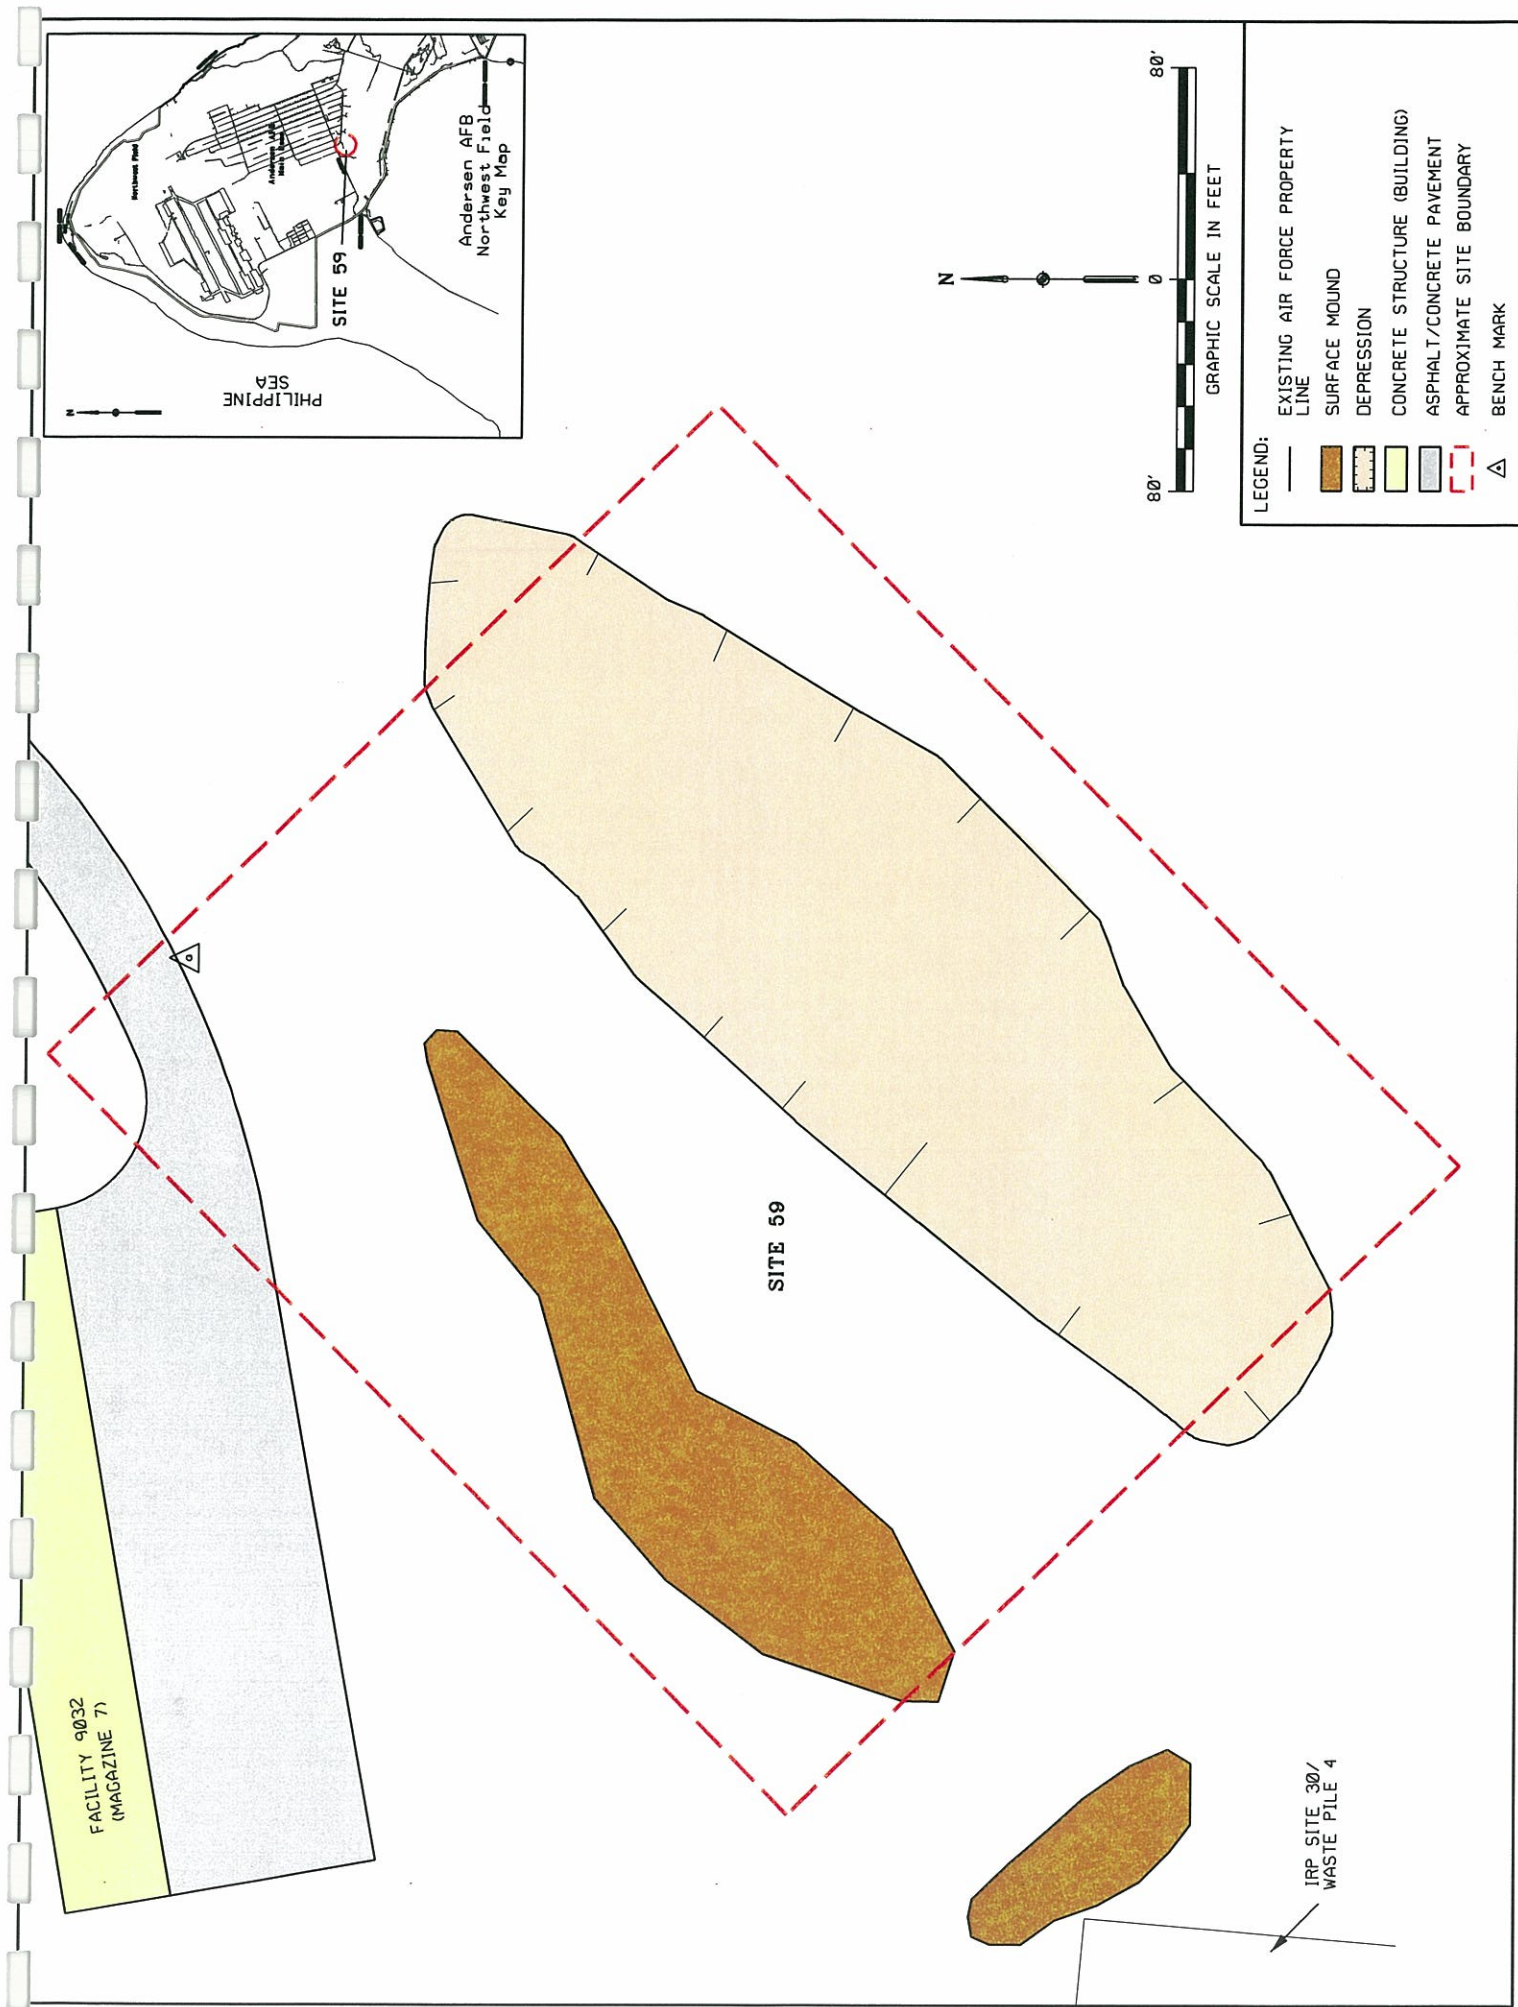 FACILITY 9032
(MAGAZINE 7)
SITE 59
IRP SITE 30/
WASTE PILE 4
N
PHILIPPINE
SEA
SITE 59
Northwest Field
Andersen AFB
Northwest Field
Key Map
N
80'
0
80'
GRAPHIC SCALE IN FEET
LEGEND:
EXISTING AIR FORCE PROPERTY
LINE
SURFACE MOUND
DEPRESSION
CONCRETE STRUCTURE (BUILDING)
ASPHALT/CONCRETE PAVEMENT
APPROXIMATE SITE BOUNDARY
BENCH MARK